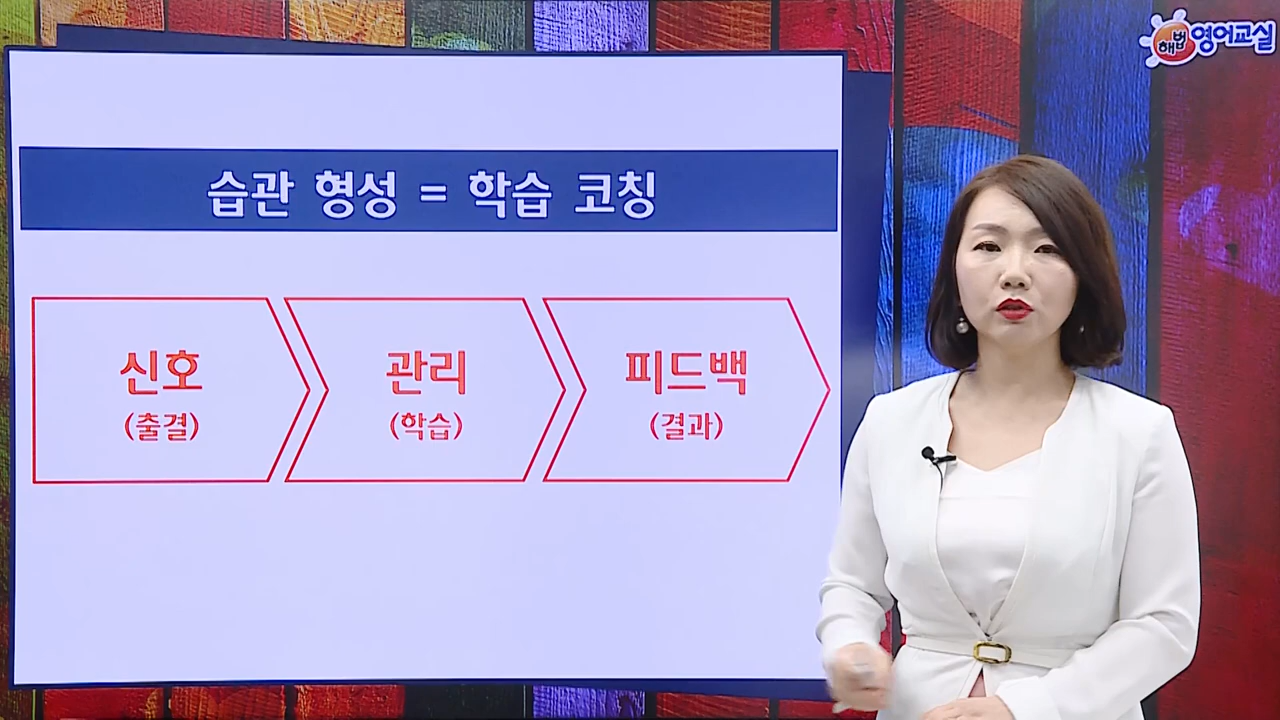 해법 영어교실
습관 형성 = 학습 코칭
신호
(출결)
관리
(학습)
피드백
(결과)